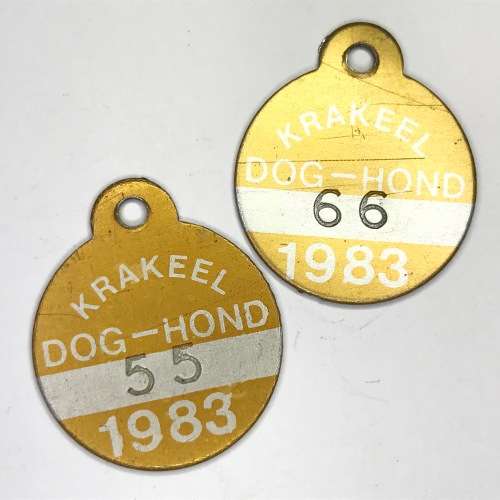 KRAKEEL
DOG-HOND
66
1983
KRAKEEL
DOG-HOND
55
1983